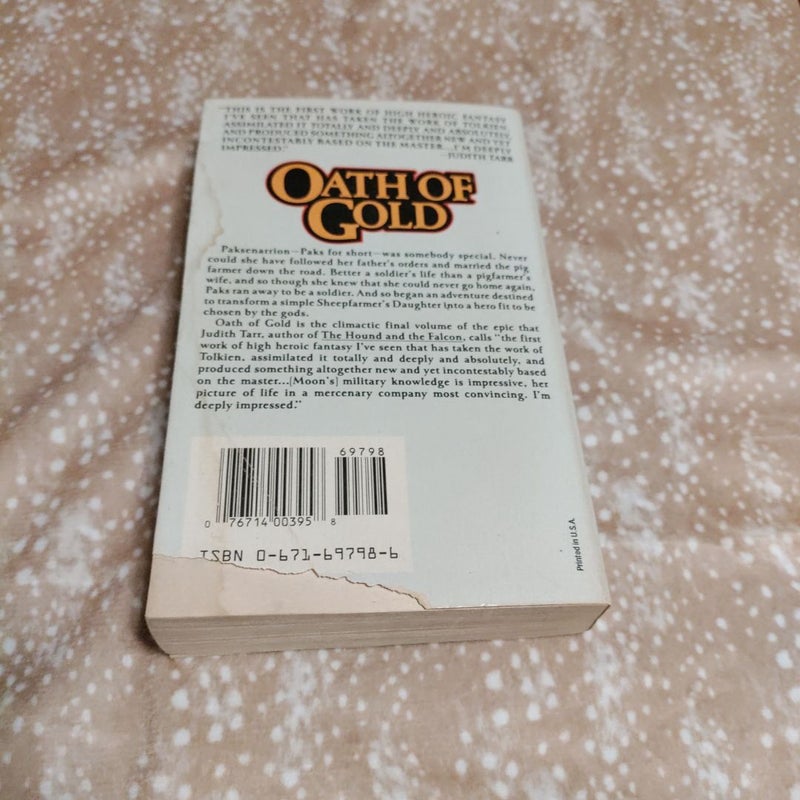 "THIS IS THE FIRST WORK OF HIGH HEROIC FANTASY
I'VE SEEN THAT HAS TAKEN THE WORK OF TOLKIEN,
ASSIMILATED IT TOTALLY AND DEEPLY AND ABSOLUTELY,
AND PRODUCED SOMETHING ALTOGETHER NEW AND YET
INCONTESTABLY BASED ON THE MASTER...I'M DEEPLY
IMPRESSED."
—JUDITH TARR
OATH OF
GOLD
Paksenarrion—Paks for short—was somebody special. Never
could she have followed her father's orders and married the pig
farmer down the road. Better a soldier's life than a pigfarmer's
wife, and so though she knew that she could never go home again,
Paks ran away to be a soldier. And so began an adventure destined
to transform a simple Sheepfarmer's Daughter into a hero fit to be
chosen by the gods.
Oath of Gold is the climactic final volume of the epic that
Judith Tarr, author of The Hound and the Falcon, calls "the first
work of high heroic fantasy I've seen that has taken the work of
Tolkien, assimilated it totally and deeply and absolutely, and
produced something altogether new and yet incontestably based
on the master...[Moon's] military knowledge is impressive, her
picture of life in a mercenary company most convincing. I'm
deeply impressed."
69798
0 76714 00395 8
ISBN 0-671-69798-6
Printed in U.S.A.